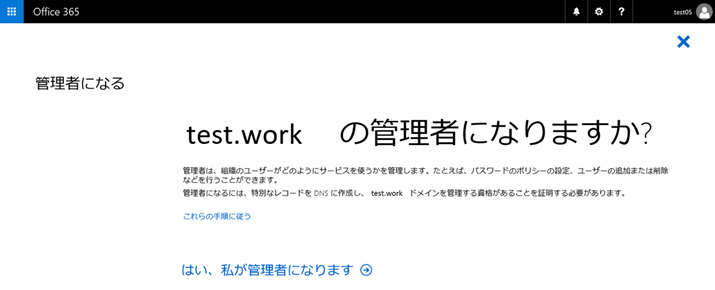 Office 365
?
test05
管理者になる
test.work の管理者になりますか?
管理者は、組織のユーザーがどのようにサービスを使うかを管理します。たとえば、パスワードのポリシーの設定、ユーザーの追加または削除
などを行うことができます。
管理者になるには、特別なレコードを DNS に作成し、 test.work ドメインを管理する資格があることを証明する必要があります。
これらの手順に従う
はい、私が管理者になります